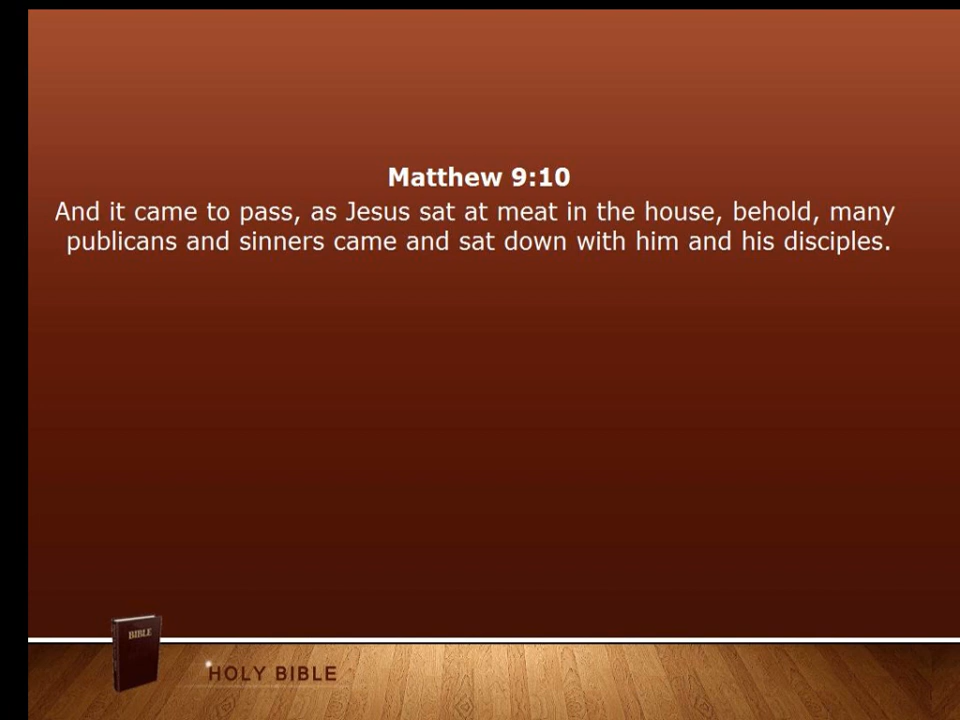 Matthew 9:10
And it came to pass, as Jesus sat at meat in the house, behold, many
publicans and sinners came and sat down with him and his disciples.
BIBLE
HOLY BIBLE